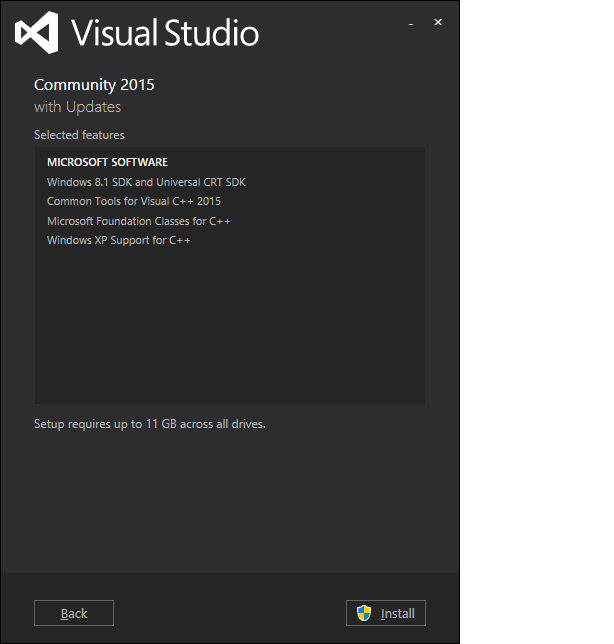 Visual Studio
Community 2015
with Updates
Selected features
MICROSOFT SOFTWARE
Windows 8.1 SDK and Universal CRT SDK
Common Tools for Visual C++ 2015
Microsoft Foundation Classes for C++
Windows XP Support for C++
Setup requires up to 11 GB across all drives.
Back
Install